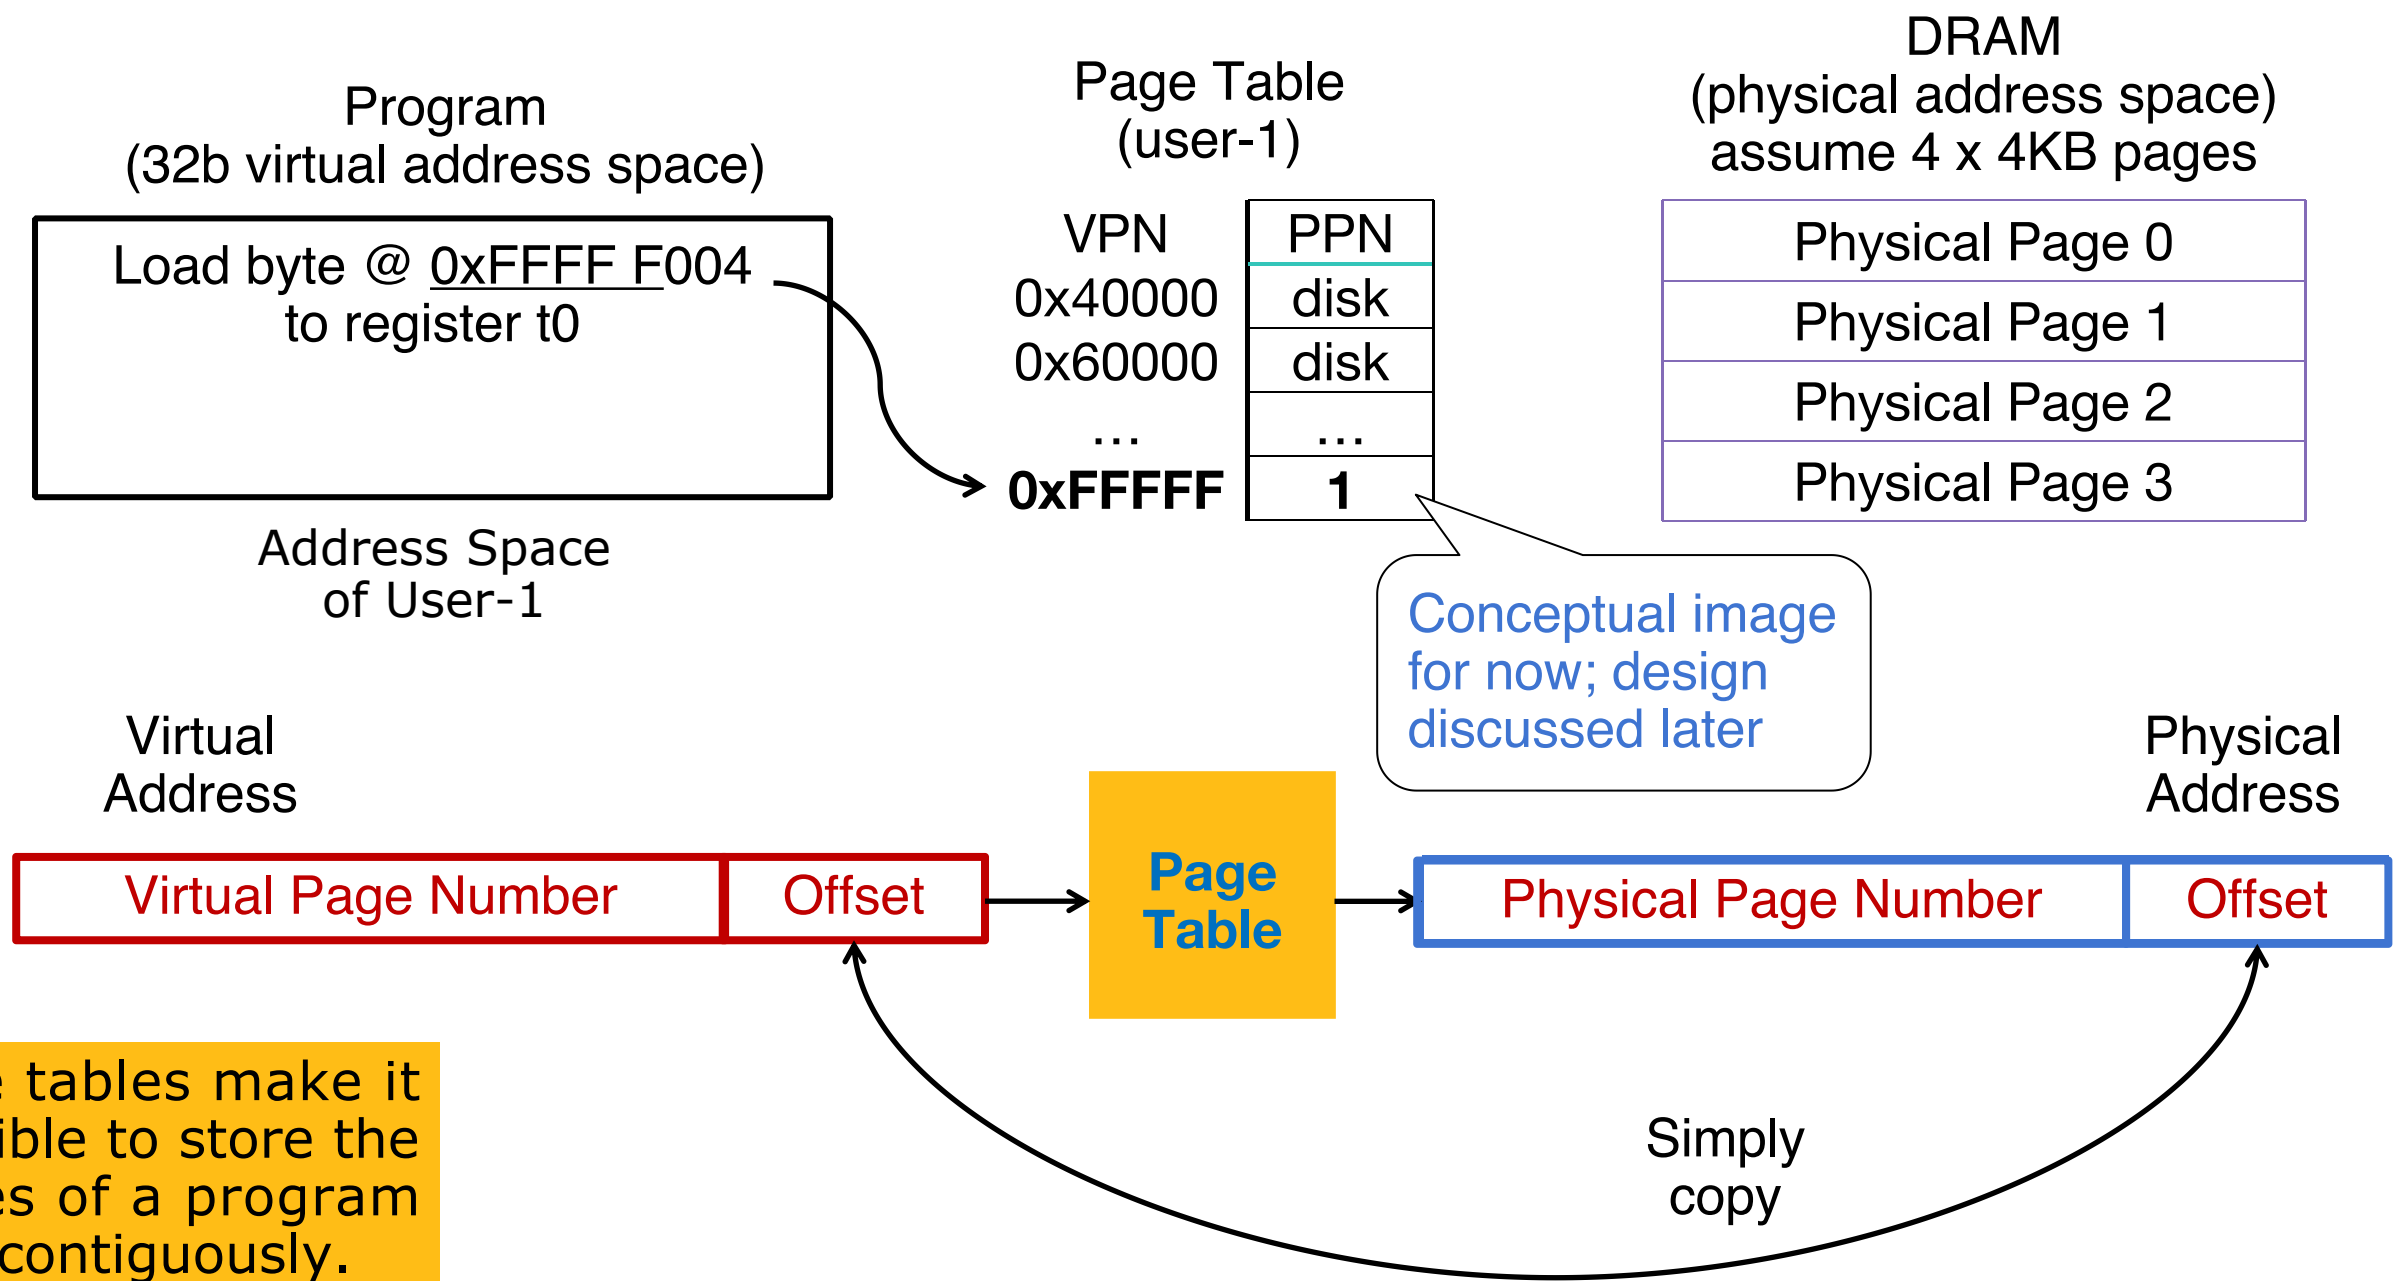 Program
(32b virtual address space)
Load byte @ 0xFFFF F004
to register t0
Address Space
of User-1
Page Table
(user-1)
VPN PPN
0x40000 disk
0x60000 disk
... ...
0xFFFFF 1
DRAM
(physical address space)
assume 4 x 4KB pages
Physical Page 0
Physical Page 1
Physical Page 2
Physical Page 3
Conceptual image
for now; design
discussed later
Virtual
Address
Virtual Page Number Offset
Page
Table
Physical
Address
Physical Page Number Offset
Simply
copy
tables make it
to store the
of a program
contiguously.